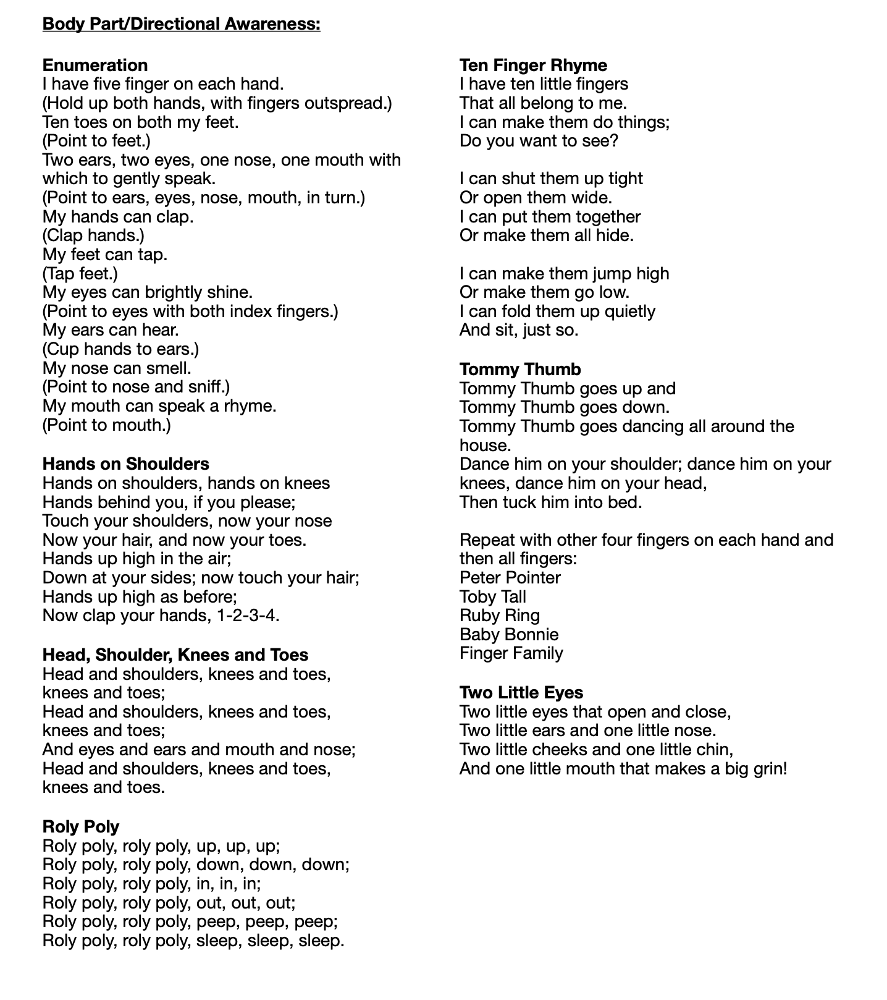 Body Part/Directional Awareness:
Enumeration
I have five finger on each hand.
(Hold up both hands, with fingers outspread.)
Ten toes on both my feet.
(Point to feet.)
Two ears, two eyes, one nose, one mouth with
which to gently speak.
(Point to ears, eyes, nose, mouth, in turn.)
My hands can clap.
(Clap hands.)
My feet can tap.
(Tap feet.)
My eyes can brightly shine.
(Point to eyes with both index fingers.)
My ears can hear.
(Cup hands to ears.)
My nose can smell.
(Point to nose and sniff.)
My mouth can speak a rhyme.
(Point to mouth.)
Hands on Shoulders
Hands on shoulders, hands on knees
Hands behind you, if you please;
Touch your shoulders, now your nose
Now your hair, and now your toes.
Hands up high in the air;
Down at your sides; now touch your hair;
Hands up high as before;
Now clap your hands, 1-2-3-4.
Head, Shoulder, Knees and Toes
Head and shoulders, knees and toes,
knees and toes;
Head and shoulders, knees and toes,
knees and toes;
And eyes and ears and mouth and nose;
Head and shoulders, knees and toes,
knees and toes.
Roly Poly
Roly poly, roly poly, up, up, up;
Roly poly, roly poly, down, down, down;
Roly poly, roly poly, in, in, in;
Roly poly, roly poly, out, out, out;
Roly poly, roly poly, peep, peep, peep;
Roly poly, roly poly, sleep, sleep, sleep.
Ten Finger Rhyme
I have ten little fingers
That all belong to me.
I can make them do things;
Do you want to see?
I can shut them up tight
Or open them wide.
I can put them together
Or make them all hide.
I can make them jump high
Or make them go low.
I can fold them up quietly
And sit, just so.
Tommy Thumb
Tommy Thumb goes up and
Tommy Thumb goes down.
Tommy Thumb goes dancing all around the
house.
Dance him on your shoulder; dance him on your
knees, dance him on your head,
Then tuck him into bed.
Repeat with other four fingers on each hand and
then all fingers:
Peter Pointer
Toby Tall
Ruby Ring
Baby Bonnie
Finger Family
Two Little Eyes
Two little eyes that open and close,
Two little ears and one little nose.
Two little cheeks and one little chin,
And one little mouth that makes a big grin!